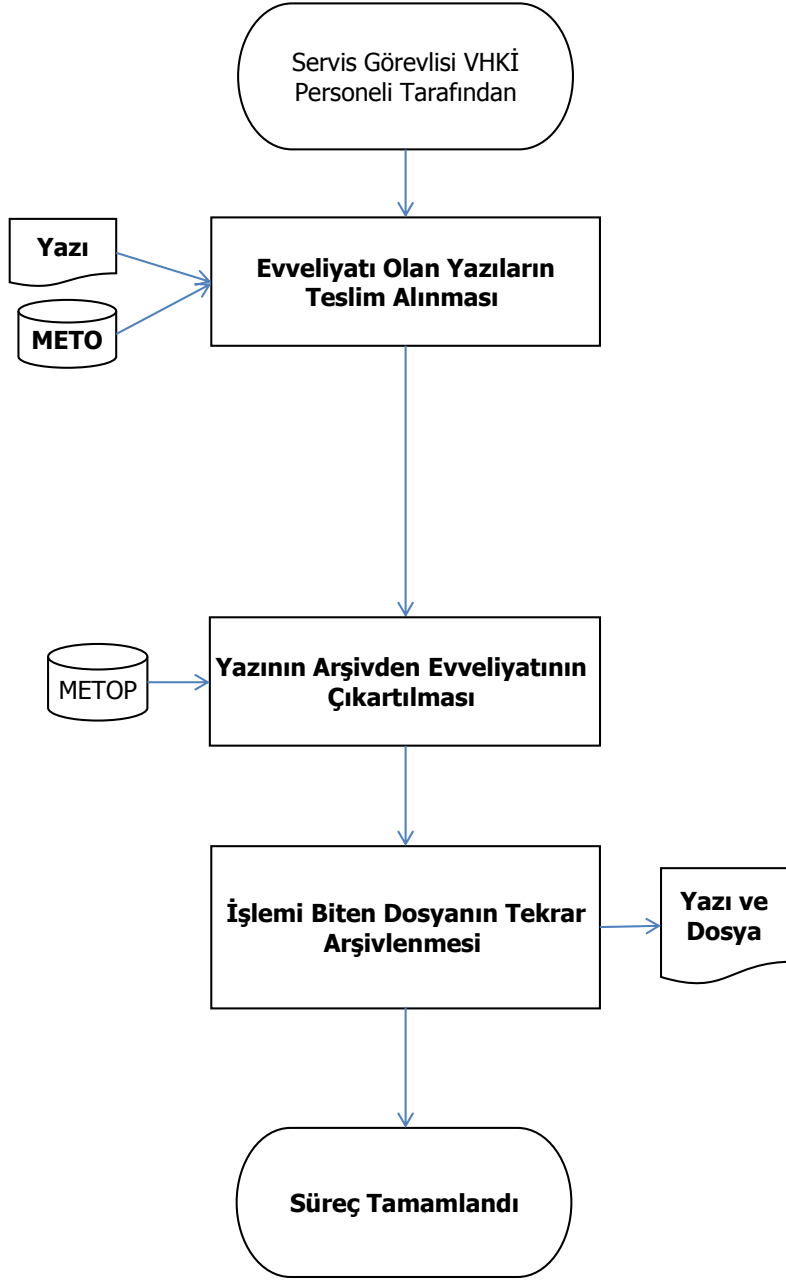 Servis Görevlisi VHKİ
Personeli Tarafından
Yazı
METO
Evveliyatı Olan Yazıların
Teslim Alınması
METOP
Yazının Arşivden Evveliyatının
Çıkartılması
İşlemi Biten Dosyanın Tekrar
Arşivlenmesi
Yazı ve
Dosya
Süreç Tamamlandı